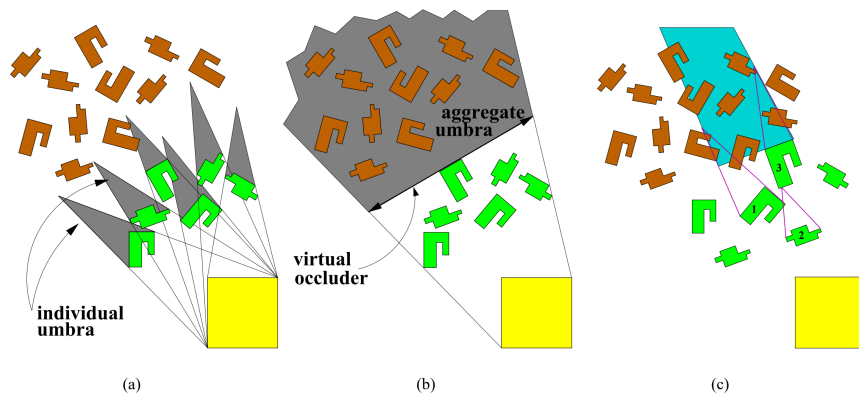 aggregate
umbra
virtual
occluder
individual
umbra
1
2
3
(a)
(b)
(c)